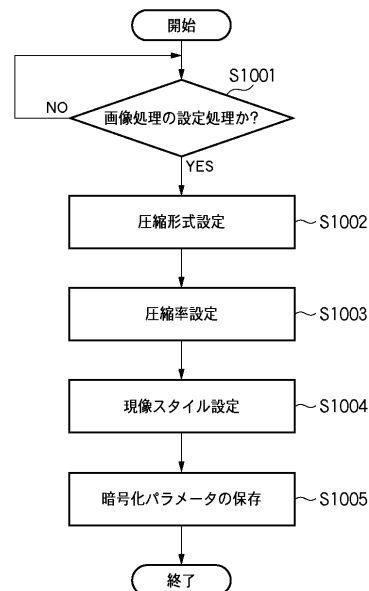 開始
S1001
画像処理の設定処理か?
NO
YES
圧縮形式設定
S1002
圧縮率設定
S1003
現像スタイル設定
S1004
暗号化パラメータの保存
S1005
終了